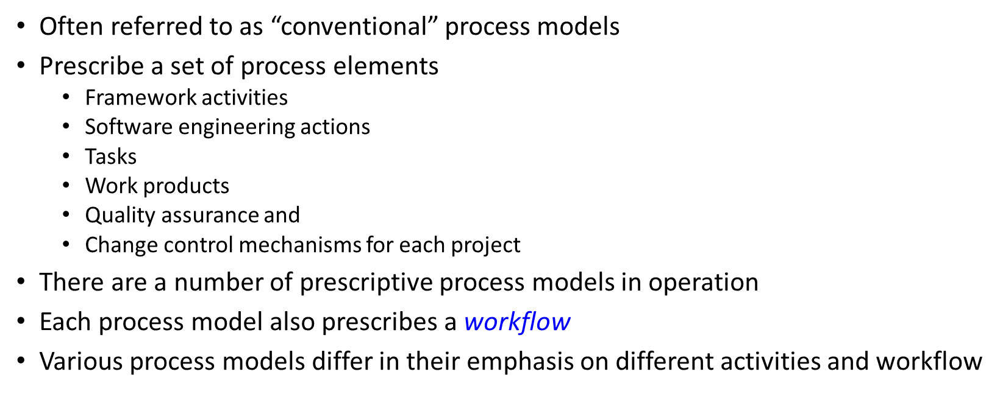 • Often referred to as “conventional” process models
• Prescribe a set of process elements
• Framework activities
• Software engineering actions
• Tasks
• Work products
• Quality assurance and
• Change control mechanisms for each project
• There are a number of prescriptive process models in operation
• Each process model also prescribes a workflow
• Various process models differ in their emphasis on different activities and workflow